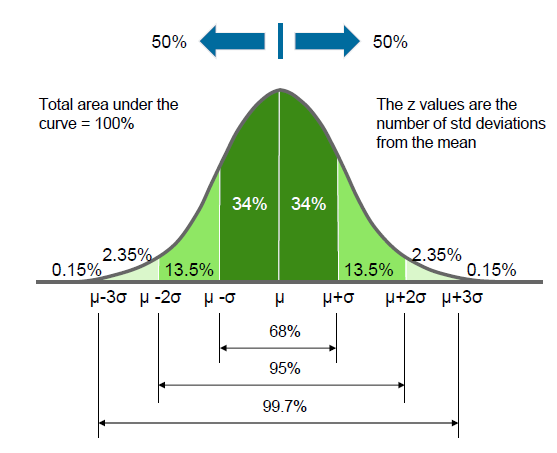 50%
50%
Total area under the
curve = 100%
The z values are the
number of std deviations
from the mean
34%
34%
2.35%
2.35%
0.15%
13.5%
13.5%
0.15%
μ-3σ μ -2σ μ -σ μ μ+σ μ+2σ μ+3σ
68%
95%
99.7%